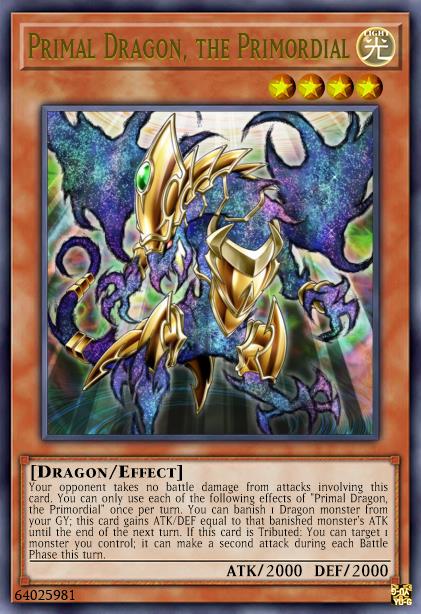 PRIMAL DRAGON, THE PRIMORDIAL
LIGHT
光
[DRAGON/EFFECT]
Your opponent takes no battle damage from attacks involving this
card. You can only use each of the following effects of "Primal Dragon,
the Primordial" once per turn. You can banish 1 Dragon monster from
your GY; this card gains ATK/DEF equal to that banished monster's ATK
until the end of the next turn. If this card is Tributed: You can target 1
monster you control; it can make a second attack during each Battle
Phase this turn.
ATK/2000 DEF/2000
64025981